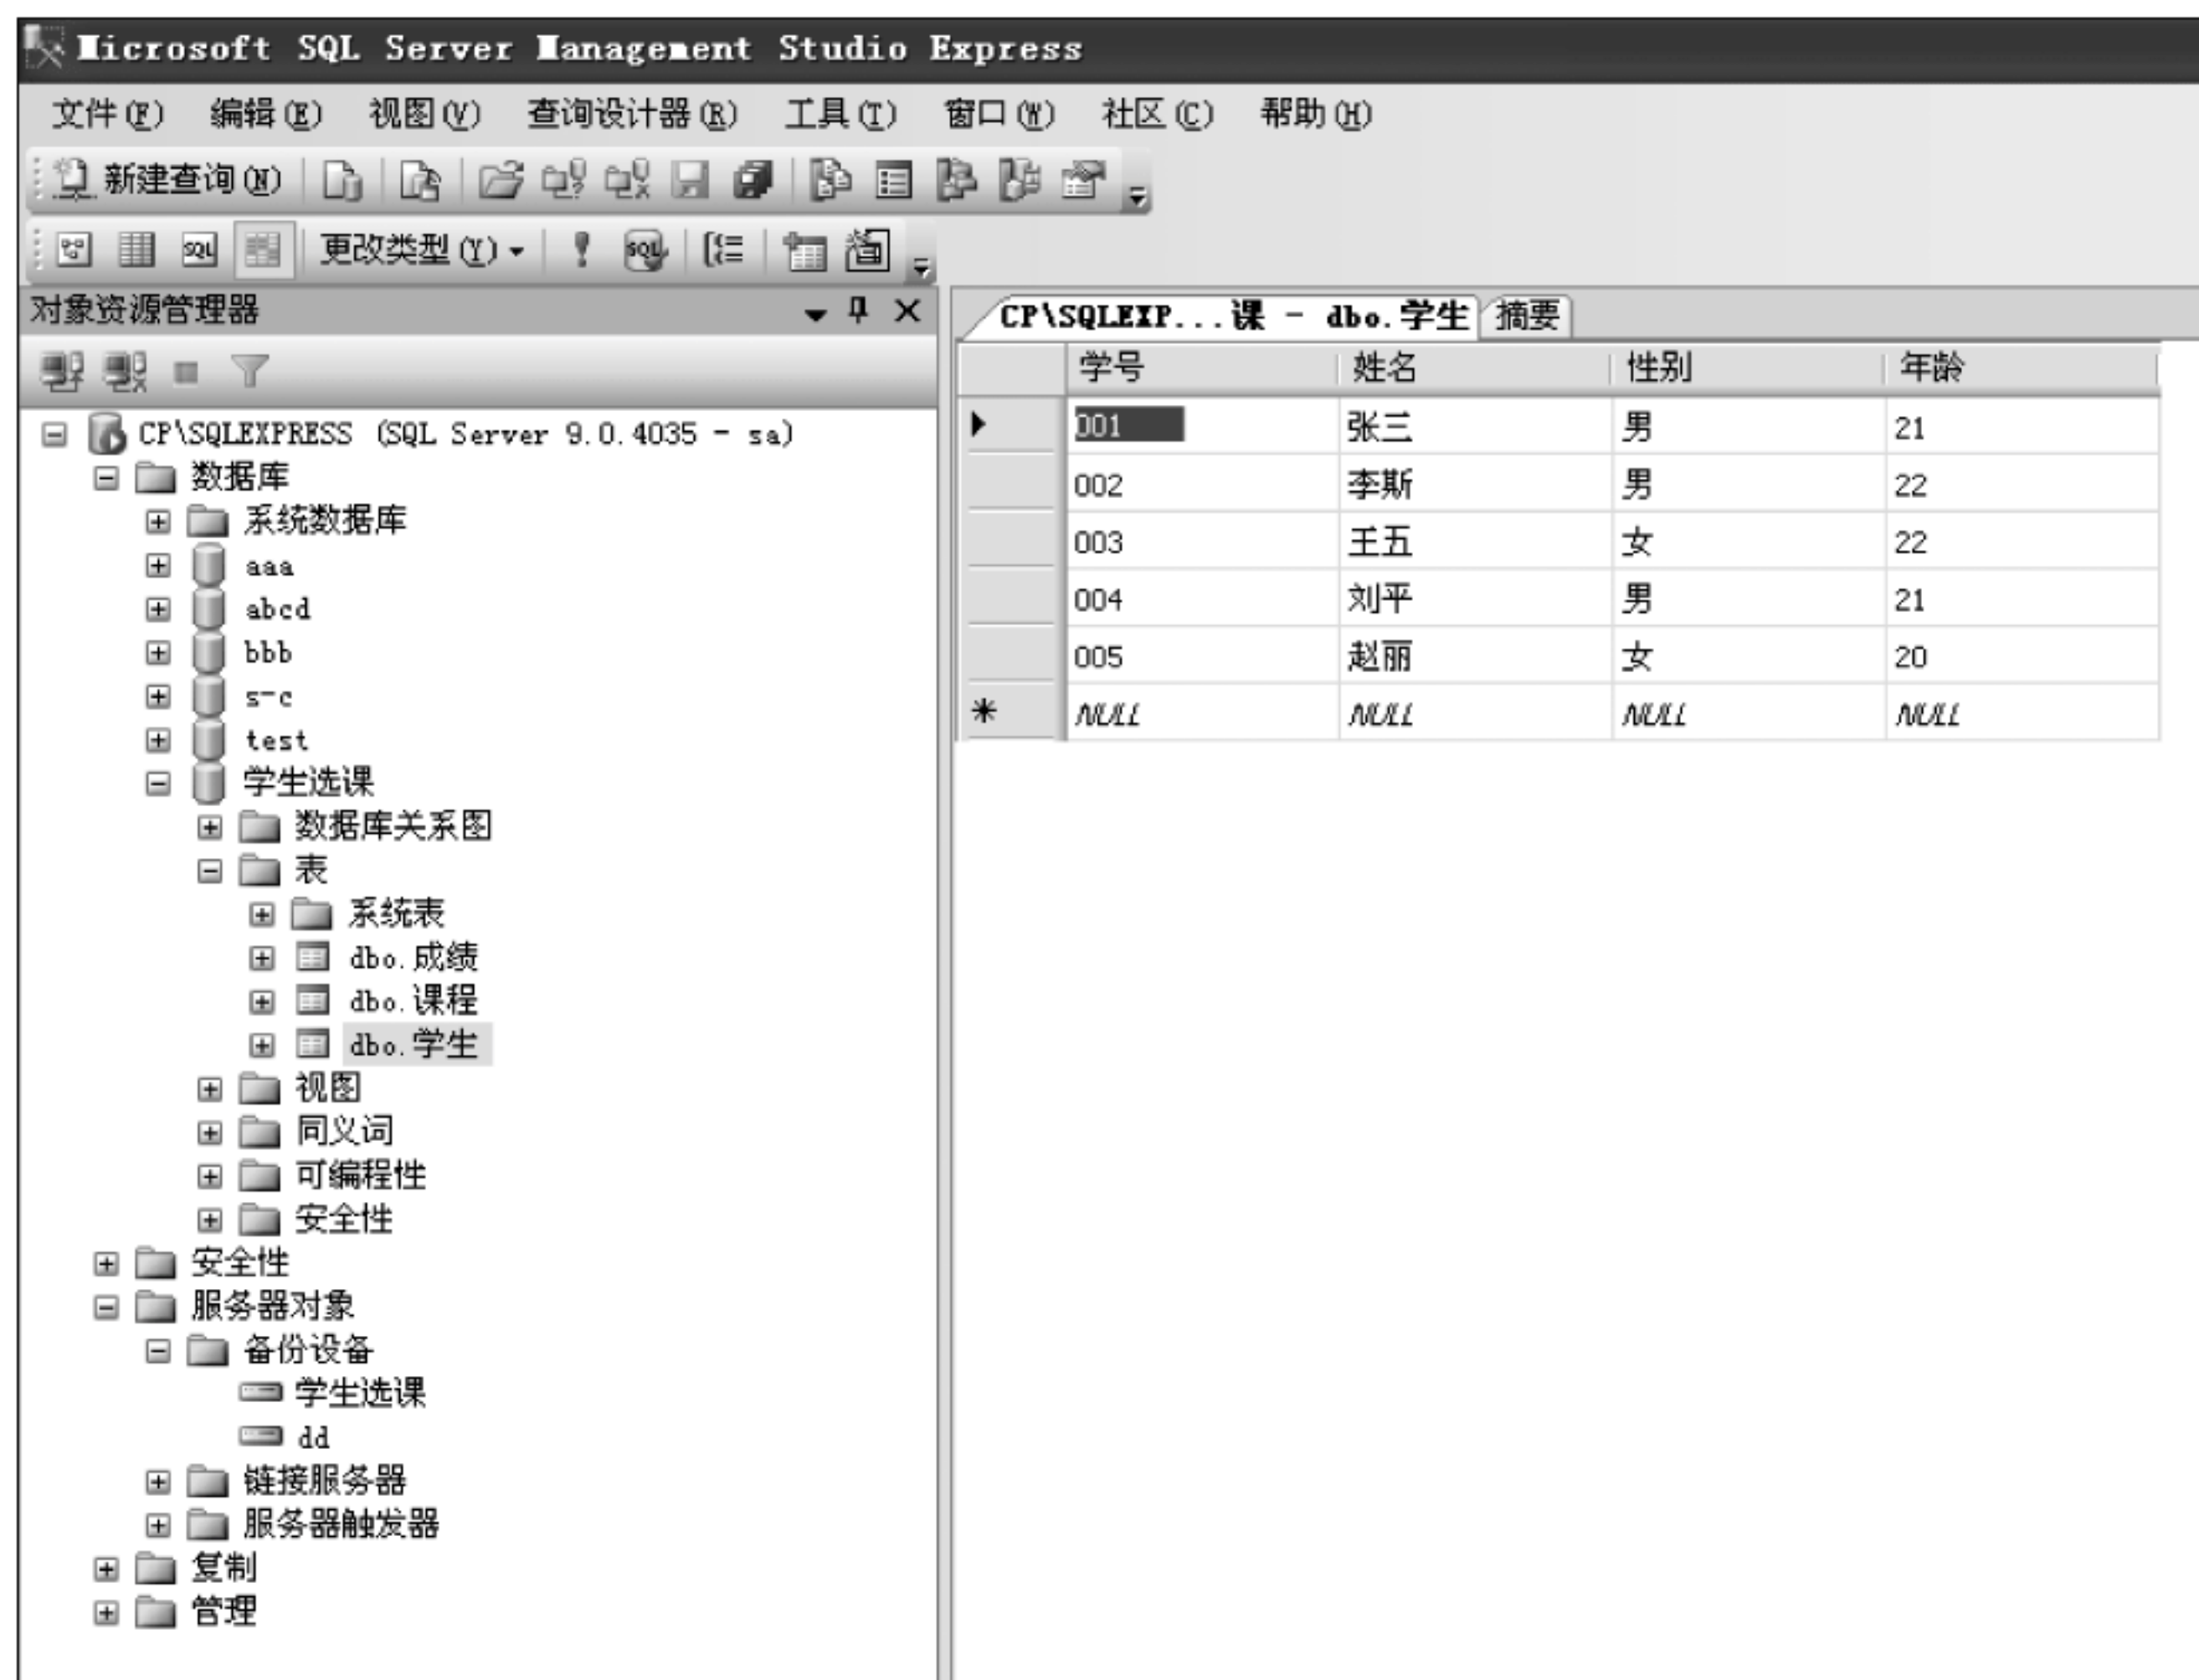 Microsoft SQL Server Management Studio Express
文件(F) 编辑(E) 视图(V) 查询设计器(R) 工具(T) 窗口(W) 社区(C) 帮助(H)
新建查询(N)
SQL 更改类型(Y) SQL
对象资源管理器
CP\SQLEXPRESS (SQL Server 9.0.4035 - sa)
数据库
系统数据库
aaa
abcd
bbb
s-c
test
学生选课
数据库关系图
表
系统表
dbo.成绩
dbo.课程
dbo.学生
视图
同义词
可编程性
安全性
安全性
服务器对象
备份设备
学生选课
dd
链接服务器
服务器触发器
复制
管理
CP\SQLEXP...课 - dbo.学生 摘要
学号 姓名 性别 年龄
001 张三 男 21
002 李斯 男 22
003 王五 女 22
004 刘平 男 21
005 赵丽 女 20
NULL NULL NULL NULL